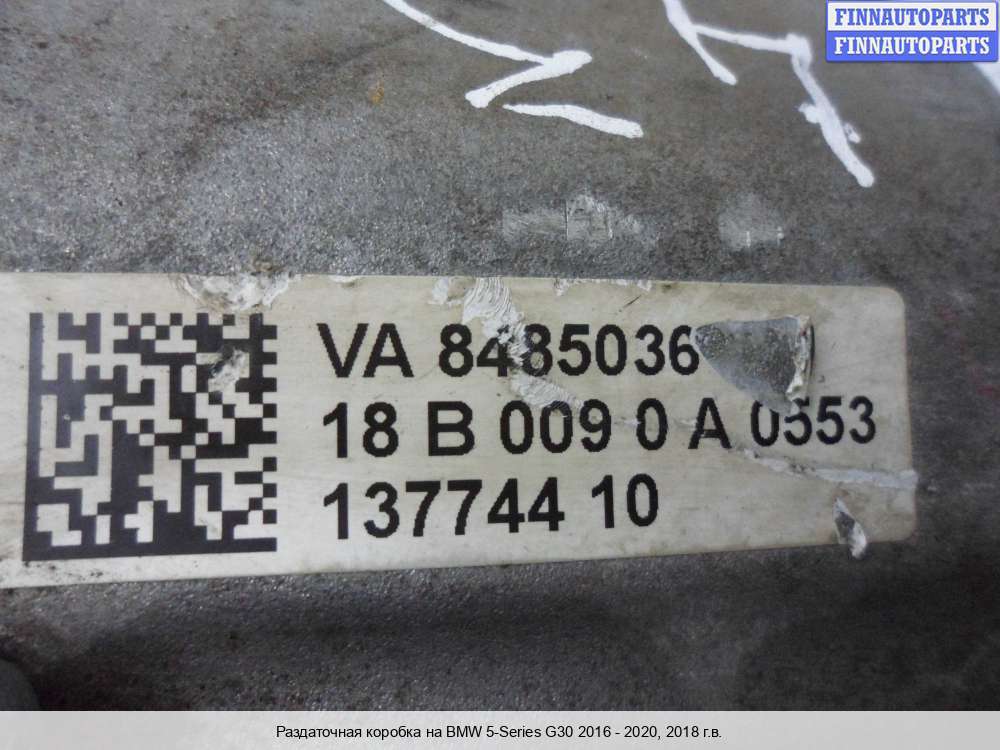 FINNAUTOPARTS
FINNAUTOPARTS
VA 8485036
18 B 009 0 A 0553
137744 10
Раздаточная коробка на BMW 5-Series G30 2016 - 2020, 2018 г.в.